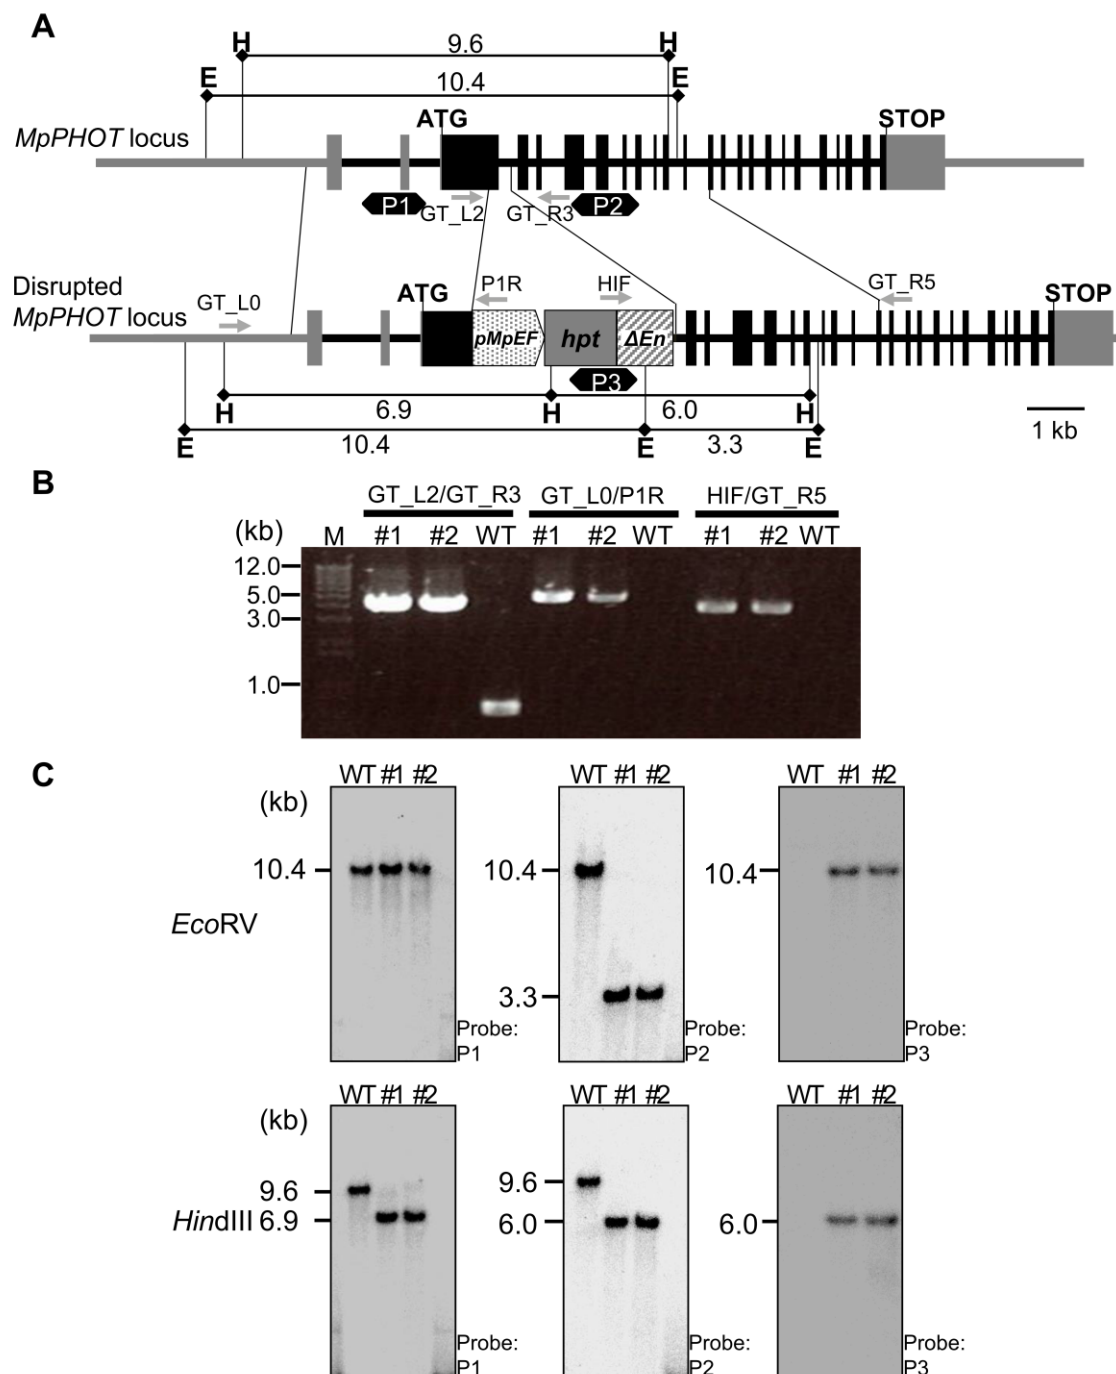 A
H 9.6 H
E 10.4 E
ATG STOP
MpPHOT locus
P1 GT_L2 GT_R3 P2
Disrupted
MpPHOT locus
GT_L0 ATG P1R HIF GT_R5 STOP
pMpEF hpt ΔEn
P3
H 6.9 H 6.0 H
E 10.4 E 3.3 E
1 kb
B
GT_L2/GT_R3 GT_L0/P1R HIF/GT_R5
(kb) M #1 #2 WT #1 #2 WT #1 #2 WT
12.0
5.0
3.0
1.0
C
WT #1 #2 WT #1 #2 WT #1 #2
(kb)
10.4 10.4 10.4
EcoRV
3.3
Probe: Probe: Probe:
P1 P2 P3
WT #1 #2 WT #1 #2 WT #1 #2
(kb)
9.6 9.6
HindIII 6.9 6.0 6.0
Probe: Probe: Probe:
P1 P2 P3